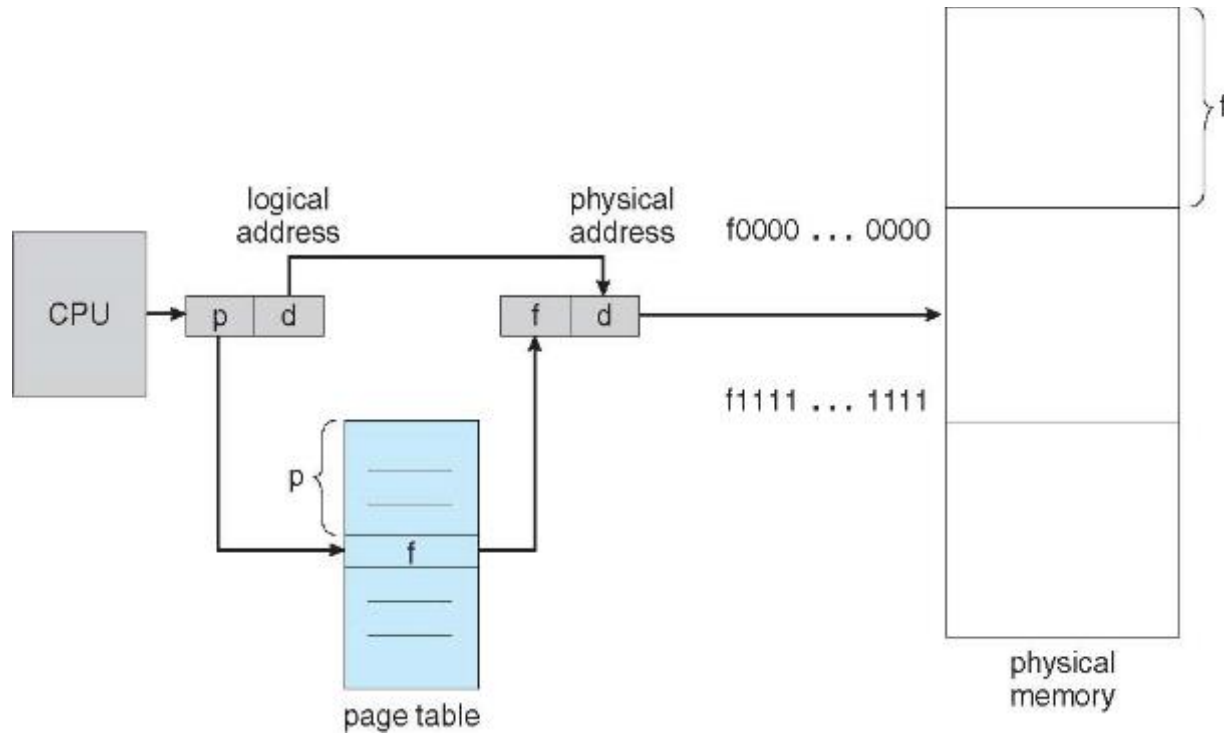 f
logical
address
physical
address
f0000 ... 0000
CPU
p d
f d
f1111 ... 1111
p
f
physical
memory
page table